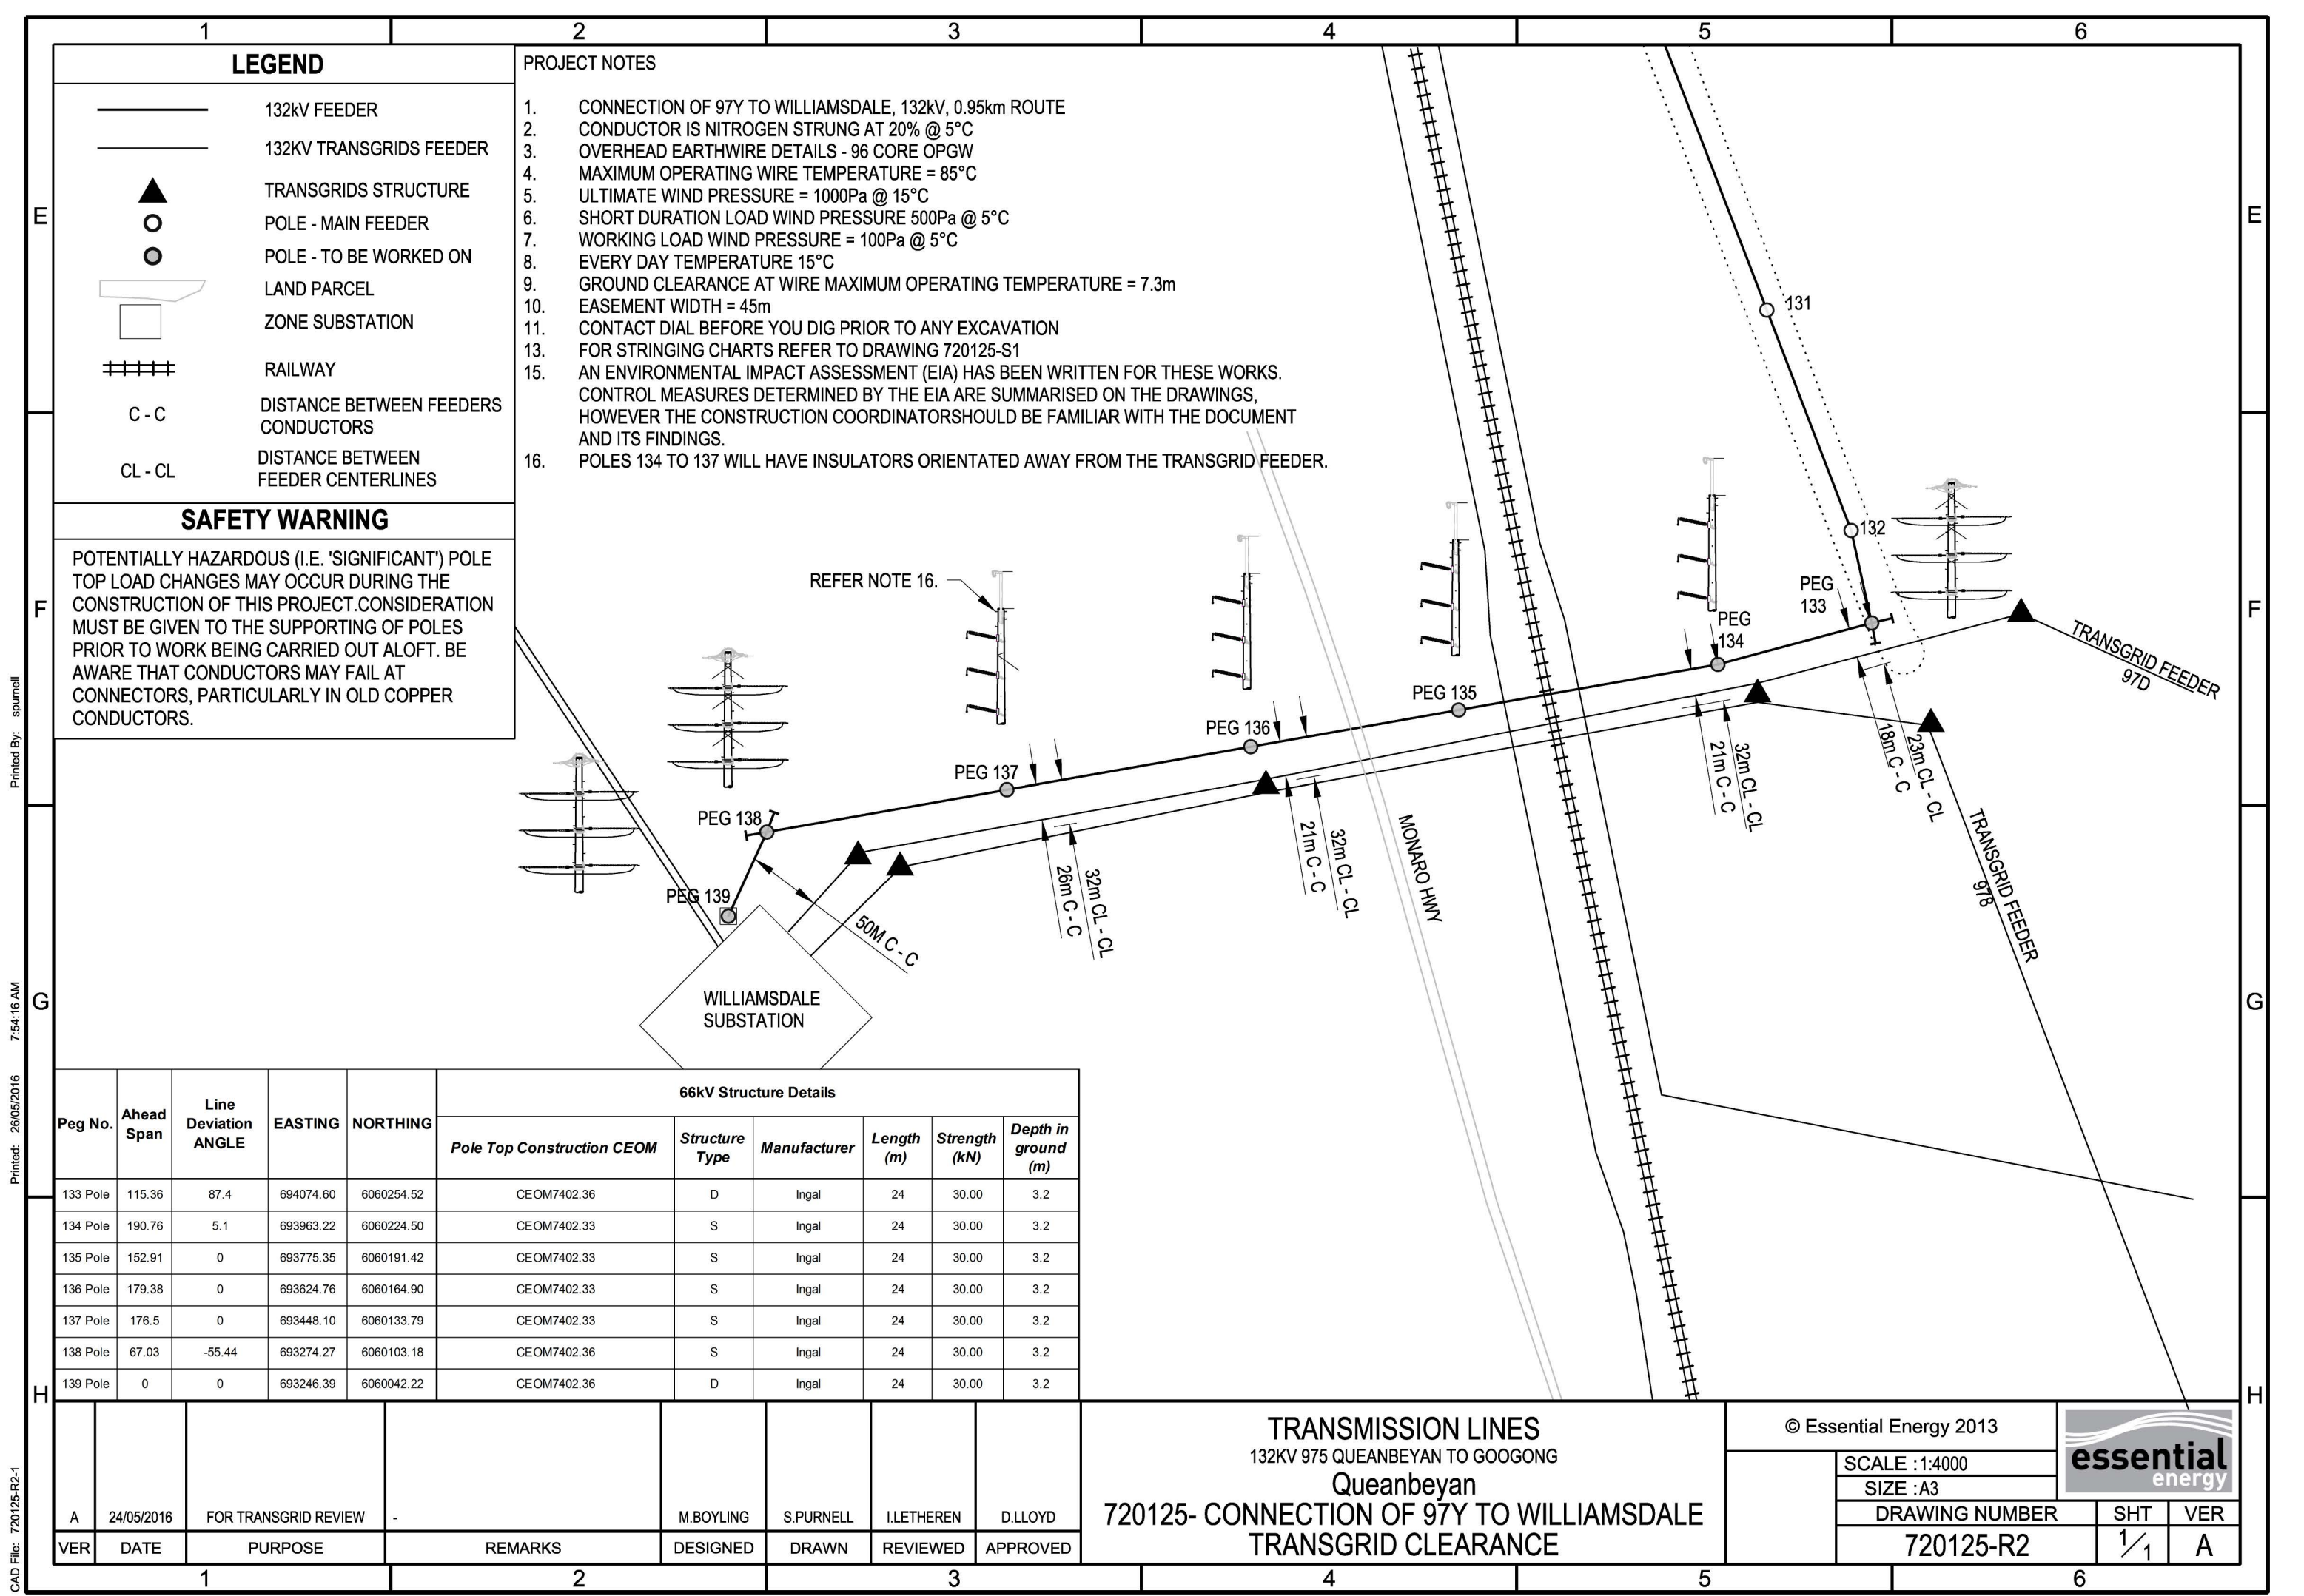 1 2 3 4 5 6
LEGEND
132kV FEEDER
132KV TRANSGRIDS FEEDER
TRANSGRIDS STRUCTURE
POLE - MAIN FEEDER
POLE - TO BE WORKED ON
LAND PARCEL
ZONE SUBSTATION
RAILWAY
C - C DISTANCE BETWEEN FEEDERS
CONDUCTORS
CL - CL DISTANCE BETWEEN
FEEDER CENTERLINES
SAFETY WARNING
POTENTIALLY HAZARDOUS (I.E. 'SIGNIFICANT') POLE
TOP LOAD CHANGES MAY OCCUR DURING THE
CONSTRUCTION OF THIS PROJECT.CONSIDERATION
MUST BE GIVEN TO THE SUPPORTING OF POLES
PRIOR TO WORK BEING CARRIED OUT ALOFT. BE
AWARE THAT CONDUCTORS MAY FAIL AT
CONNECTORS, PARTICULARLY IN OLD COPPER
CONDUCTORS.
PROJECT NOTES
1. CONNECTION OF 97Y TO WILLIAMSDALE, 132kV, 0.95km ROUTE
2. CONDUCTOR IS NITROGEN STRUNG AT 20% @ 5°C
3. OVERHEAD EARTHWIRE DETAILS - 96 CORE OPGW
4. MAXIMUM OPERATING WIRE TEMPERATURE = 85°C
5. ULTIMATE WIND PRESSURE = 1000Pa @ 15°C
6. SHORT DURATION LOAD WIND PRESSURE 500Pa @ 5°C
7. WORKING LOAD WIND PRESSURE = 100Pa @ 5°C
8. EVERY DAY TEMPERATURE 15°C
9. GROUND CLEARANCE AT WIRE MAXIMUM OPERATING TEMPERATURE = 7.3m
10. EASEMENT WIDTH = 45m
11. CONTACT DIAL BEFORE YOU DIG PRIOR TO ANY EXCAVATION
13. FOR STRINGING CHARTS REFER TO DRAWING 720125-S1
15. AN ENVIRONMENTAL IMPACT ASSESSMENT (EIA) HAS BEEN WRITTEN FOR THESE WORKS.
CONTROL MEASURES DETERMINED BY THE EIA ARE SUMMARISED ON THE DRAWINGS,
HOWEVER THE CONSTRUCTION COORDINATORSHOULD BE FAMILIAR WITH THE DOCUMENT
AND ITS FINDINGS.
16. POLES 134 TO 137 WILL HAVE INSULATORS ORIENTATED AWAY FROM THE TRANSGRID FEEDER.
E
F
G
H
E
F
G
H
131
132
PEG
133
PEG
134
PEG 135
PEG 136
PEG 137
PEG 138
PEG 139
REFER NOTE 16.
TRANSGRID FEEDER
97D
TRANSGRID FEEDER
978
18m C - C
23m CL - CL
21m C - C
32m CL - CL
21m C - C
32m CL - CL
26m C - C
32m CL - CL
50M C - C
MONARO HWY
WILLIAMSDALE
SUBSTATION
Peg No. Ahead Span Line Deviation ANGLE EASTING NORTHING 66kV Structure Details
Pole Top Construction CEOM Structure Type Manufacturer Length (m) Strength (kN) Depth in ground (m)
133 Pole 115.36 87.4 694074.60 6060254.52 CEOM7402.36 D Ingal 24 30.00 3.2
134 Pole 190.76 5.1 693963.22 6060224.50 CEOM7402.33 S Ingal 24 30.00 3.2
135 Pole 152.91 0 693775.35 6060191.42 CEOM7402.33 S Ingal 24 30.00 3.2
136 Pole 179.38 0 693624.76 6060164.90 CEOM7402.33 S Ingal 24 30.00 3.2
137 Pole 176.5 0 693448.10 6060133.79 CEOM7402.33 S Ingal 24 30.00 3.2
138 Pole 67.03 -55.44 693274.27 6060103.18 CEOM7402.36 S Ingal 24 30.00 3.2
139 Pole 0 0 693246.39 6060042.22 CEOM7402.36 D Ingal 24 30.00 3.2
A 24/05/2016 FOR TRANSGRID REVIEW - M.BOYLING S.PURNELL I.LETHEREN D.LLOYD
VER DATE PURPOSE REMARKS DESIGNED DRAWN REVIEWED APPROVED
TRANSMISSION LINES
132KV 975 QUEANBEYAN TO GOOGONG
Queanbeyan
720125- CONNECTION OF 97Y TO WILLIAMSDALE
TRANSGRID CLEARANCE
© Essential Energy 2013
SCALE :1:4000
SIZE :A3
essential
energy
DRAWING NUMBER SHT VER
720125-R2 1/1 A
1 2 3 4 5 6
CAD File: 720125-R2-1 Printed: 26/05/2016 7:54:16 AM Printed By: spurnell